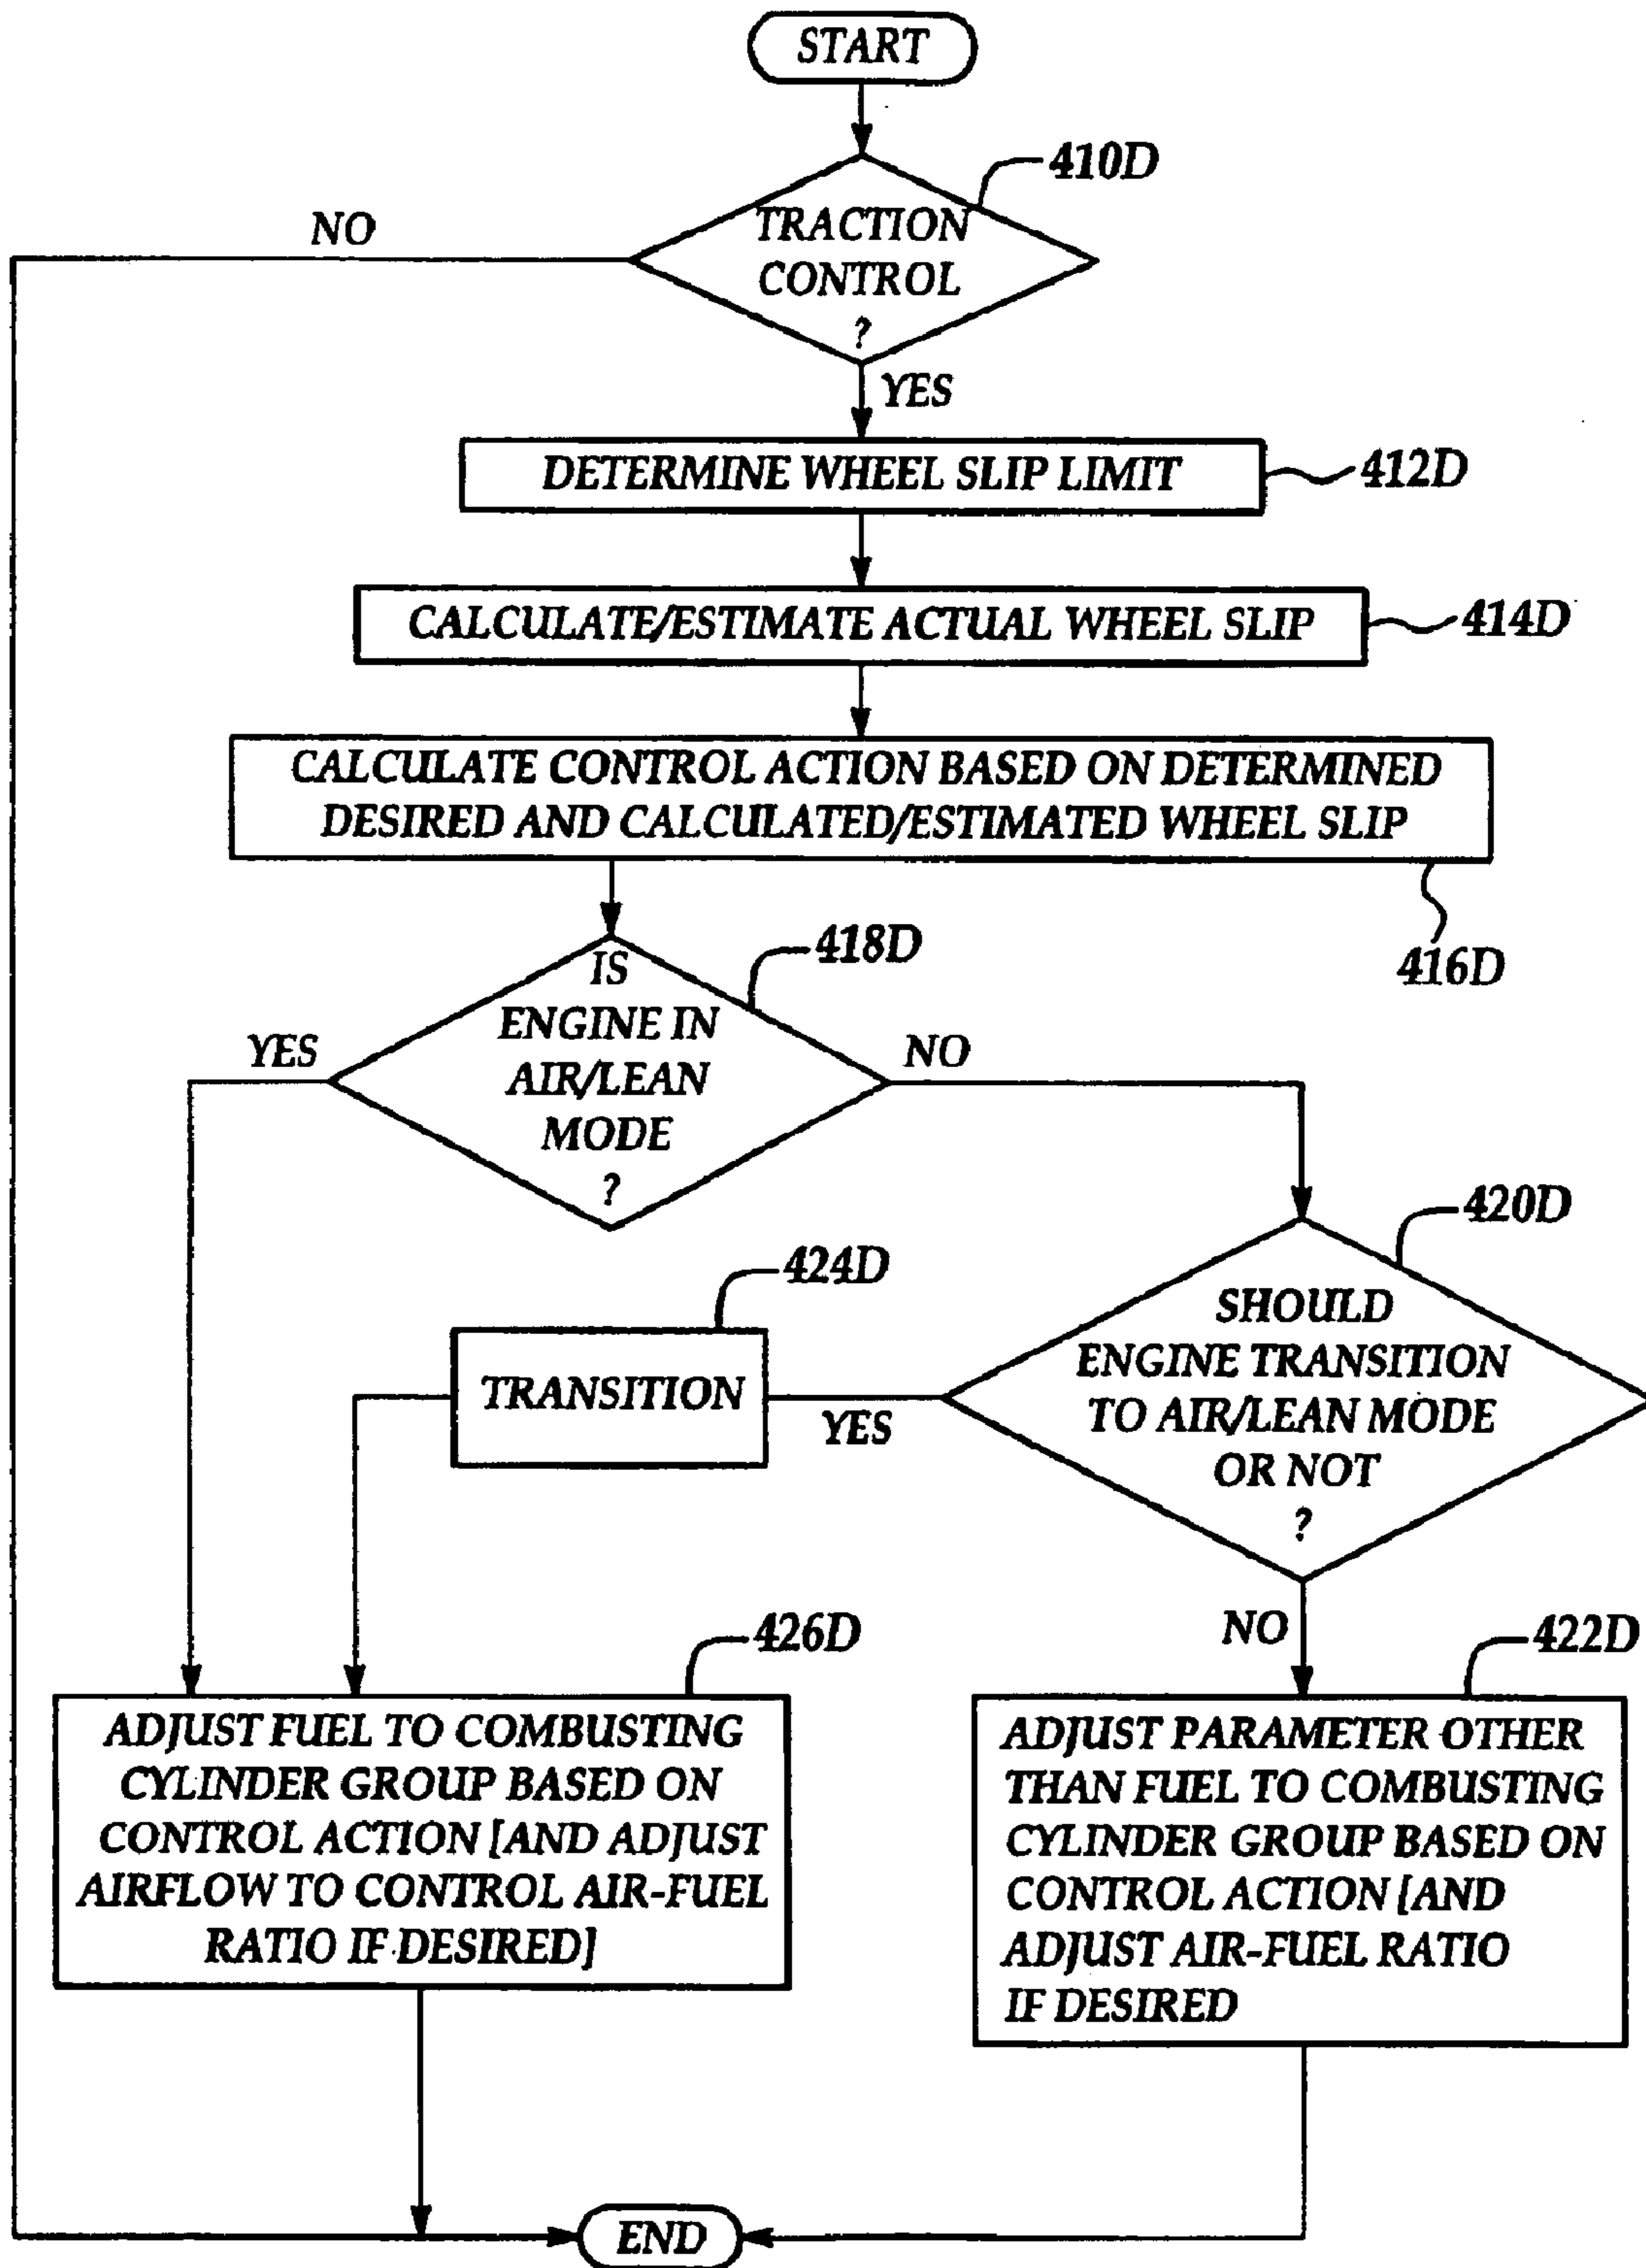 START
410D
NO
TRACTION
CONTROL
?
YES
DETERMINE WHEEL SLIP LIMIT
412D
CALCULATE/ESTIMATE ACTUAL WHEEL SLIP
414D
CALCULATE CONTROL ACTION BASED ON DETERMINED
DESIRED AND CALCULATED/ESTIMATED WHEEL SLIP
416D
418D
IS
ENGINE IN
AIR/LEAN
MODE
?
YES
NO
420D
424D
SHOULD
ENGINE TRANSITION
TO AIR/LEAN MODE
OR NOT
?
TRANSITION
YES
NO
426D
422D
ADJUST FUEL TO COMBUSTING
CYLINDER GROUP BASED ON
CONTROL ACTION [AND ADJUST
AIRFLOW TO CONTROL AIR-FUEL
RATIO IF DESIRED]
ADJUST PARAMETER OTHER
THAN FUEL TO COMBUSTING
CYLINDER GROUP BASED ON
CONTROL ACTION [AND
ADJUST AIR-FUEL RATIO
IF DESIRED
END